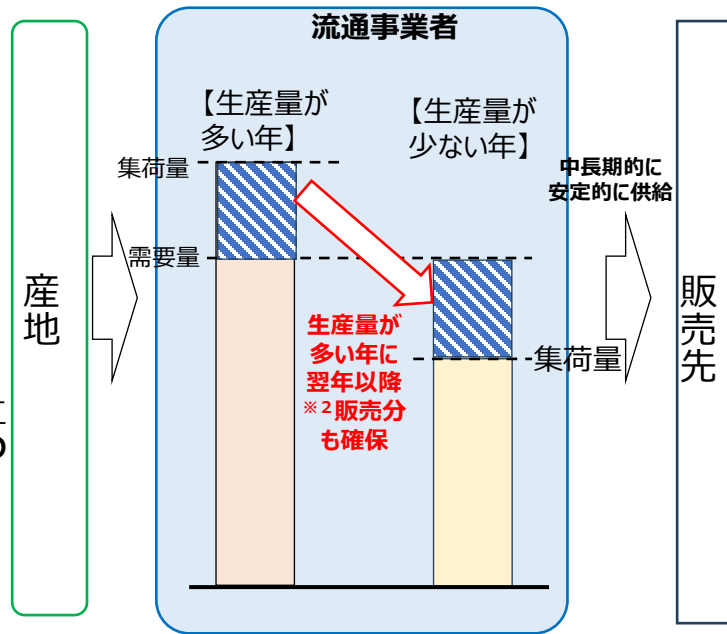 流通事業者
【生産量が
多い年】
【生産量が
少ない年】
集荷量
需要量
中長期的に
安定的に供給
産地
生産量が
多い年に
翌年以降
※2販売分
も確保
集荷量
販売先